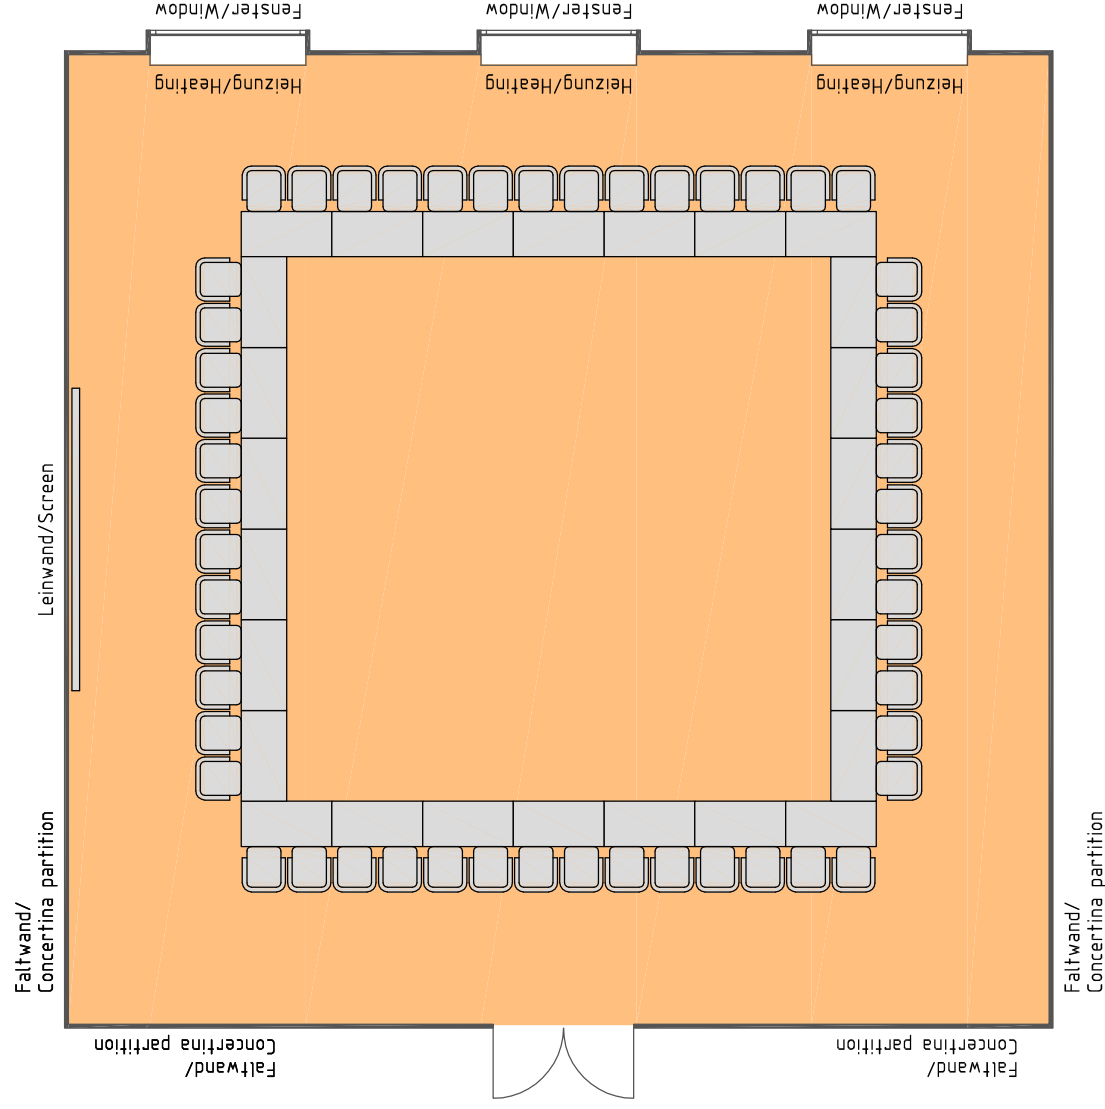 Fenster/Window
Fenster/Window
Fenster/Window
Heizung/Heating
Heizung/Heating
Heizung/Heating
Leinwand/Screen
Faltwand/
Concertina partition
Faltwand/
Concertina partition
Faltwand/
Concertina partition
Faltwand/
Concertina partition